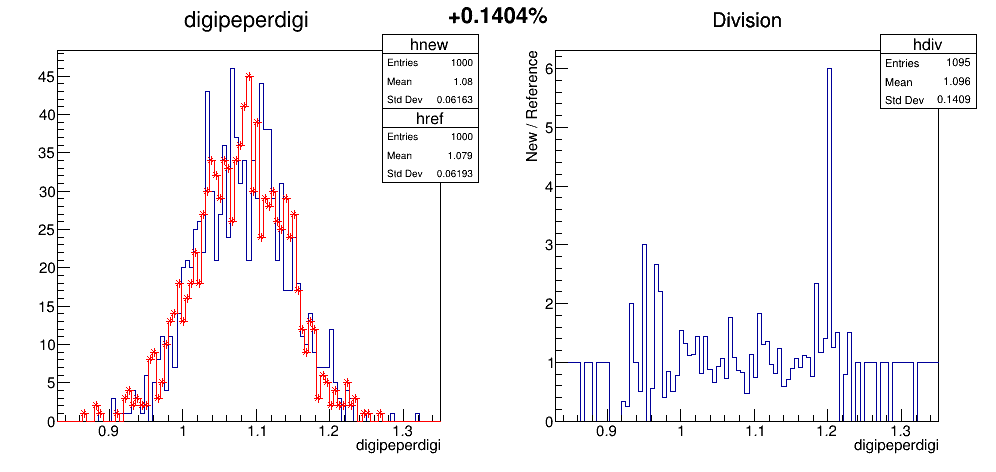 digipeperdigi
+0.1404%
Division
hnew
Entries 1000
Mean 1.08
Std Dev 0.06163
href
Entries 1000
Mean 1.079
Std Dev 0.06193
45
40
35
30
25
20
15
10
5
0
0.9 1 1.1 1.2 1.3
digipeperdigi
hdiv
Entries 1095
Mean 1.096
Std Dev 0.1409
New / Reference
6
5
4
3
2
1
0
0.9 1 1.1 1.2 1.3
digipeperdigi